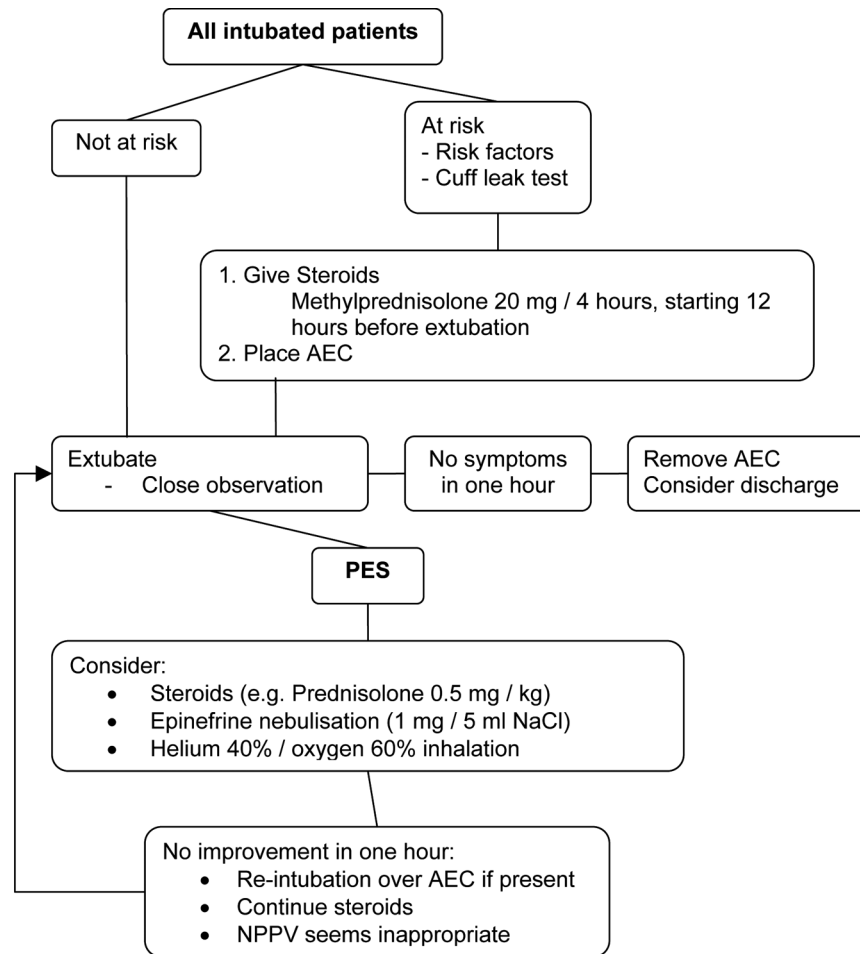 All intubated patients
Not at risk
At risk
- Risk factors
- Cuff leak test
1. Give Steroids
Methylprednisolone 20 mg / 4 hours, starting 12
hours before extubation
2. Place AEC
Extubate
- Close observation
No symptoms
in one hour
Remove AEC
Consider discharge
PES
Consider:
• Steroids (e.g. Prednisolone 0.5 mg / kg)
• Epinefrine nebulisation (1 mg / 5 ml NaCl)
• Helium 40% / oxygen 60% inhalation
No improvement in one hour:
• Re-intubation over AEC if present
• Continue steroids
• NPPV seems inappropriate